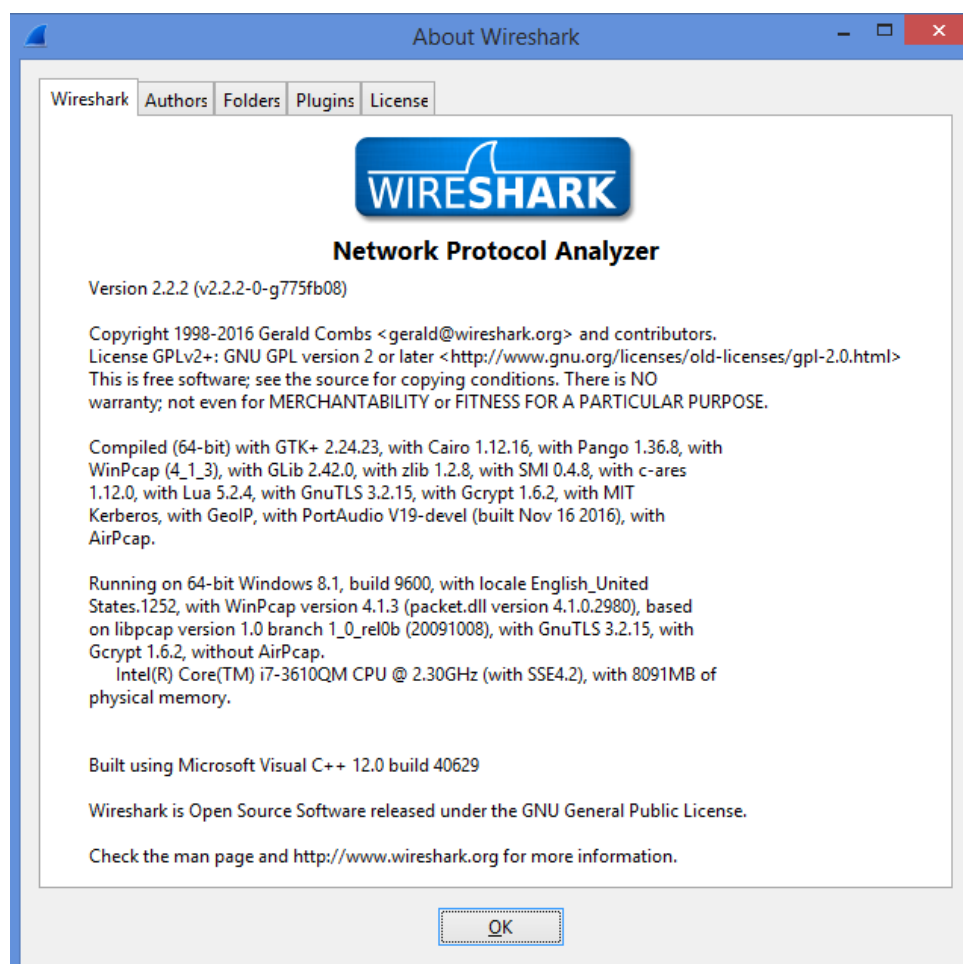 About Wireshark
Wireshark Authors Folders Plugins License
WIRESHARK
Network Protocol Analyzer
Version 2.2.2 (v2.2.2-0-g775fb08)
Copyright 1998-2016 Gerald Combs <gerald@wireshark.org> and contributors.
License GPLv2+: GNU GPL version 2 or later <http://www.gnu.org/licenses/old-licenses/gpl-2.0.html>
This is free software; see the source for copying conditions. There is NO
warranty; not even for MERCHANTABILITY or FITNESS FOR A PARTICULAR PURPOSE.
Compiled (64-bit) with GTK+ 2.24.23, with Cairo 1.12.16, with Pango 1.36.8, with
WinPcap (4_1_3), with GLib 2.42.0, with zlib 1.2.8, with SMI 0.4.8, with c-ares
1.12.0, with Lua 5.2.4, with GnuTLS 3.2.15, with Gcrypt 1.6.2, with MIT
Kerberos, with GeoIP, with PortAudio V19-devel (built Nov 16 2016), with
AirPcap.
Running on 64-bit Windows 8.1, build 9600, with locale English_United
States.1252, with WinPcap version 4.1.3 (packet.dll version 4.1.0.2980), based
on libpcap version 1.0 branch 1_0_rel0b (20091008), with GnuTLS 3.2.15, with
Gcrypt 1.6.2, without AirPcap.
Intel(R) Core(TM) i7-3610QM CPU @ 2.30GHz (with SSE4.2), with 8091MB of
physical memory.
Built using Microsoft Visual C++ 12.0 build 40629
Wireshark is Open Source Software released under the GNU General Public License.
Check the man page and http://www.wireshark.org for more information.
OK